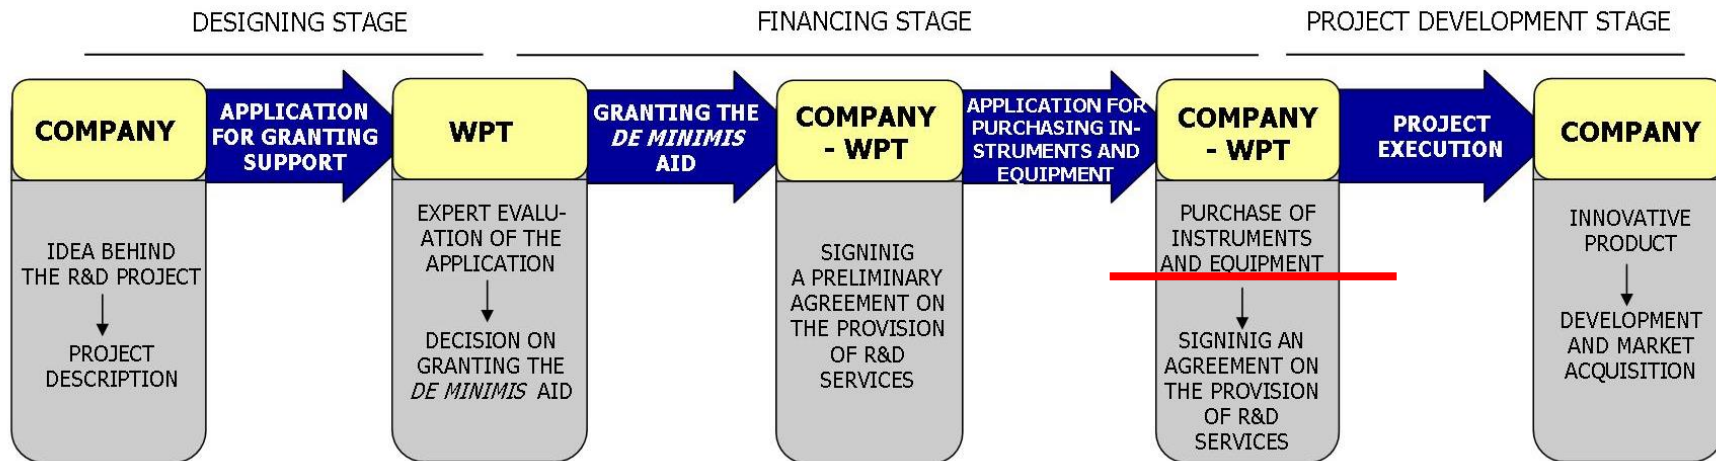 DESIGNING STAGE
FINANCING STAGE
PROJECT DEVELOPMENT STAGE
COMPANY
APPLICATION
FOR GRANTING
SUPPORT
WPT
GRANTING THE
DE MINIMIS
AID
COMPANY
- WPT
APPLICATION FOR
PURCHASING IN-
STRUMENTS AND
EQUIPMENT
COMPANY
- WPT
PROJECT
EXECUTION
COMPANY
IDEA BEHIND
THE R&D PROJECT
PROJECT
DESCRIPTION
EXPERT EVALU-
ATION OF THE
APPLICATION
DECISION ON
GRANTING THE
DE MINIMIS AID
SIGNINIG
A PRELIMINARY
AGREEMENT ON
THE PROVISION
OF R&D
SERVICES
PURCHASE OF
INSTRUMENTS
AND EQUIPMENT
SIGNINIG AN
AGREEMENT ON
THE PROVISION
OF R&D
SERVICES
INNOVATIVE
PRODUCT
DEVELOPMENT
AND MARKET
ACQUISITION